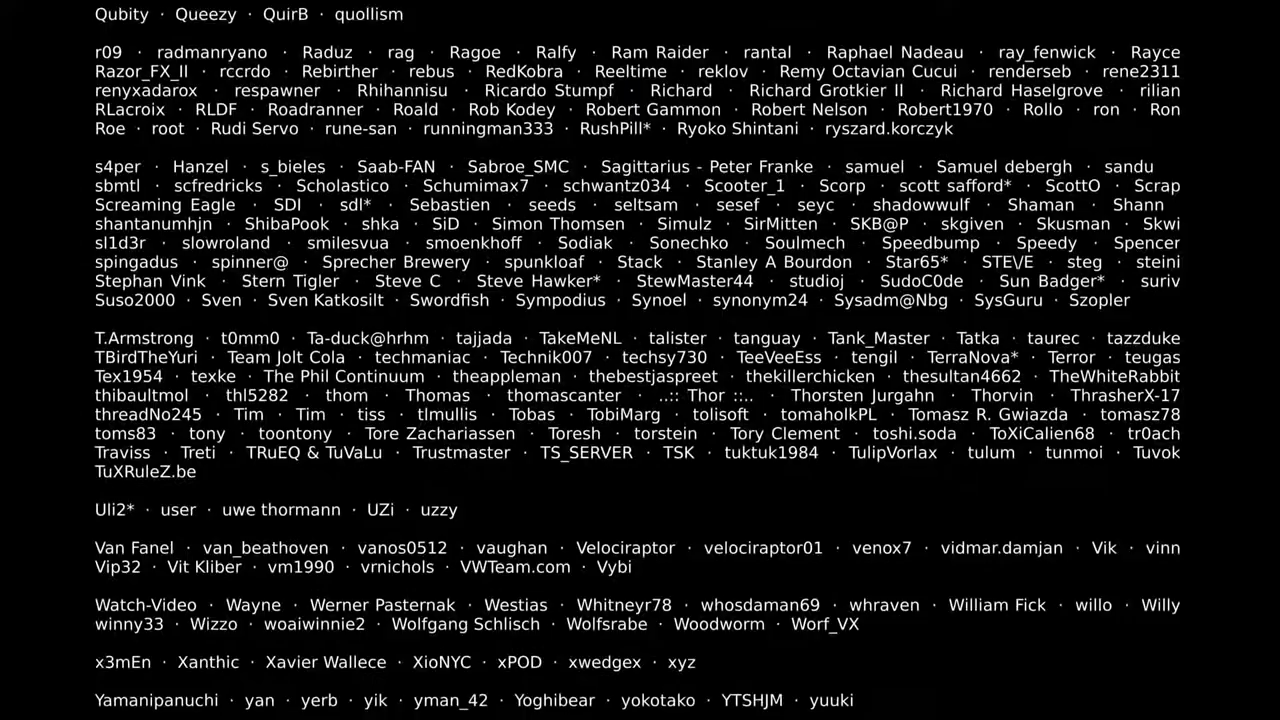 Qubity · Queezy · QuirB · quollism
r09 · radmanryano · Raduz · rag · Ragoe · Ralfy · Ram Raider · rantal · Raphael Nadeau · ray_fenwick · Rayce
Razor_FX_II · rccrdo · Rebirther · rebus · RedKobra · Reeltime · reklov · Remy Octavian Cucui · renderseb · rene2311
renyxadarox · respawner · Rhihannisu · Ricardo Stumpf · Richard · Richard Grotkier II · Richard Haselgrove · rilian
RLacroix · RLDF · Roadranner · Roald · Rob Kodey · Robert Gammon · Robert Nelson · Robert1970 · Rollo · ron · Ron
Roe · root · Rudi Servo · rune-san · runningman333 · RushPill* · Ryoko Shintani · ryszard.korczyk
s4per · Hanzel · s_bieles · Saab-FAN · Sabroe_SMC · Sagittarius - Peter Franke · samuel · Samuel debergh · sandu
sbmtl · scfredricks · Scholastico · Schumimax7 · schwantz034 · Scooter_1 · Scorp · scott safford* · ScottO · Scrap
Screaming Eagle · SDI · sdl* · Sebastien · seeds · seltsam · sesef · seyc · shadowwulf · Shaman · Shann
shantanumhjn · ShibaPook · shka · SiD · Simon Thomsen · Simulz · SirMitten · SKB@P · skgiven · Skusman · Skwi
sl1d3r · slowroland · smilesvua · smoenkhoff · Sodiak · Sonechko · Soulmech · Speedbump · Speedy · Spencer
spingadus · spinner@ · Sprecher Brewery · spunkloaf · Stack · Stanley A Bourdon · Star65* · STE\/E · steg · steini
Stephan Vink · Stern Tigler · Steve C · Steve Hawker* · StewMaster44 · studioj · SudoC0de · Sun Badger* · suriv
Suso2000 · Sven · Sven Katkosilt · Swordfish · Sympodius · Synoel · synonym24 · Sysadm@Nbg · SysGuru · Szopler
T.Armstrong · t0mm0 · Ta-duck@hrhm · tajjada · TakeMeNL · talister · tanguay · Tank_Master · Tatka · taurec · tazzduke
TBirdTheYuri · Team Jolt Cola · techmaniac · Technik007 · techsy730 · TeeVeeEss · tengil · TerraNova* · Terror · teugas
Tex1954 · texke · The Phil Continuum · theappleman · thebestjaspreet · thekillerchicken · thesultan4662 · TheWhiteRabbit
thibaultmol · thl5282 · thom · Thomas · thomascanter · ..:: Thor ::.. · Thorsten Jurgahn · Thorvin · ThrasherX-17
threadNo245 · Tim · Tim · tiss · tlmullis · Tobas · TobiMarg · tolisoft · tomaholkPL · Tomasz R. Gwiazda · tomasz78
toms83 · tony · toontony · Tore Zachariassen · Toresh · torstein · Tory Clement · toshi.soda · ToXiCalien68 · tr0ach
Traviss · Treti · TRuEQ & TuVaLu · Trustmaster · TS_SERVER · TSK · tuktuk1984 · TulipVorlax · tulum · tunmoi · Tuvok
TuXRuleZ.be
Uli2* · user · uwe thormann · UZi · uzzy
Van Fanel · van_beathoven · vanos0512 · vaughan · Velociraptor · velociraptor01 · venox7 · vidmar.damjan · Vik · vinn
Vip32 · Vit Kliber · vm1990 · vrnichols · VWTeam.com · Vybi
Watch-Video · Wayne · Werner Pasternak · Westias · Whitneyr78 · whosdaman69 · whraven · William Fick · willo · Willy
winny33 · Wizzo · woaiwinnie2 · Wolfgang Schlisch · Wolfsrabe · Woodworm · Worf_VX
x3mEn · Xanthic · Xavier Wallece · XioNYC · xPOD · xwedgex · xyz
Yamanipanuchi · yan · yerb · yik · yman_42 · Yoghibear · yokotako · YTSHJM · yuuki